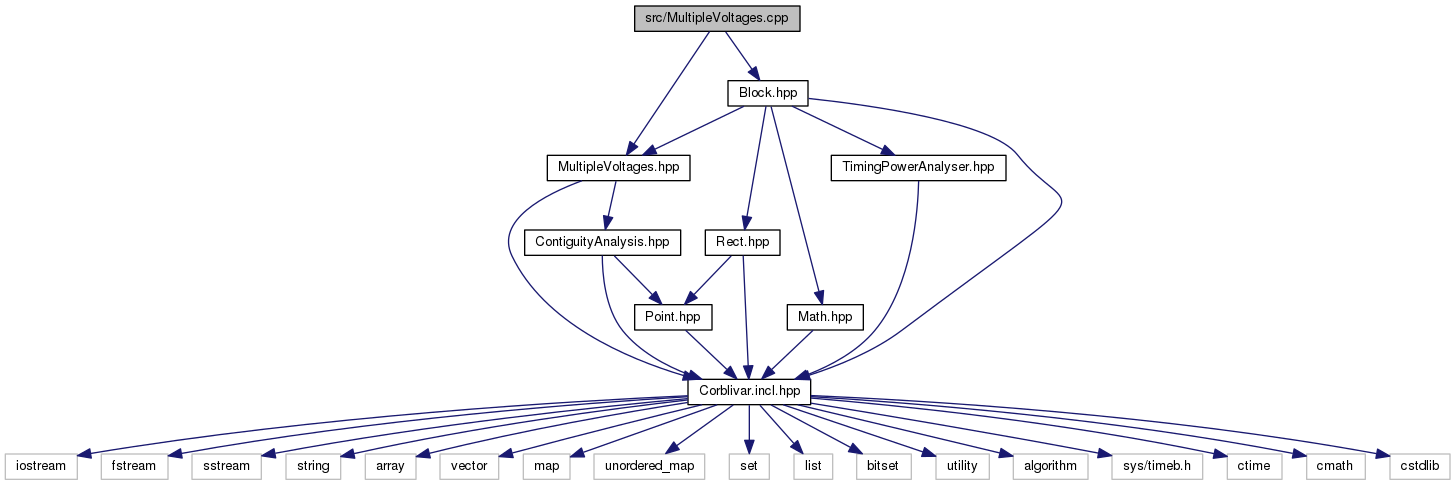 src/MultipleVoltages.cpp
Block.hpp
MultipleVoltages.hpp
TimingPowerAnalyser.hpp
ContiguityAnalysis.hpp
Rect.hpp
Point.hpp
Math.hpp
Corblivar.incl.hpp
iostream
fstream
sstream
string
array
vector
map
unordered_map
set
list
bitset
utility
algorithm
sys/timeb.h
ctime
cmath
cstdlib